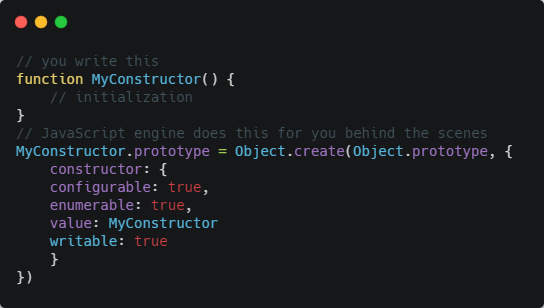 // you write this
function MyConstructor() {
    // initialization
}
// JavaScript engine does this for you behind the scenes
MyConstructor.prototype = Object.create(Object.prototype, {
    constructor: {
    configurable: true,
    enumerable: true,
    value: MyConstructor
    writable: true
    }
})